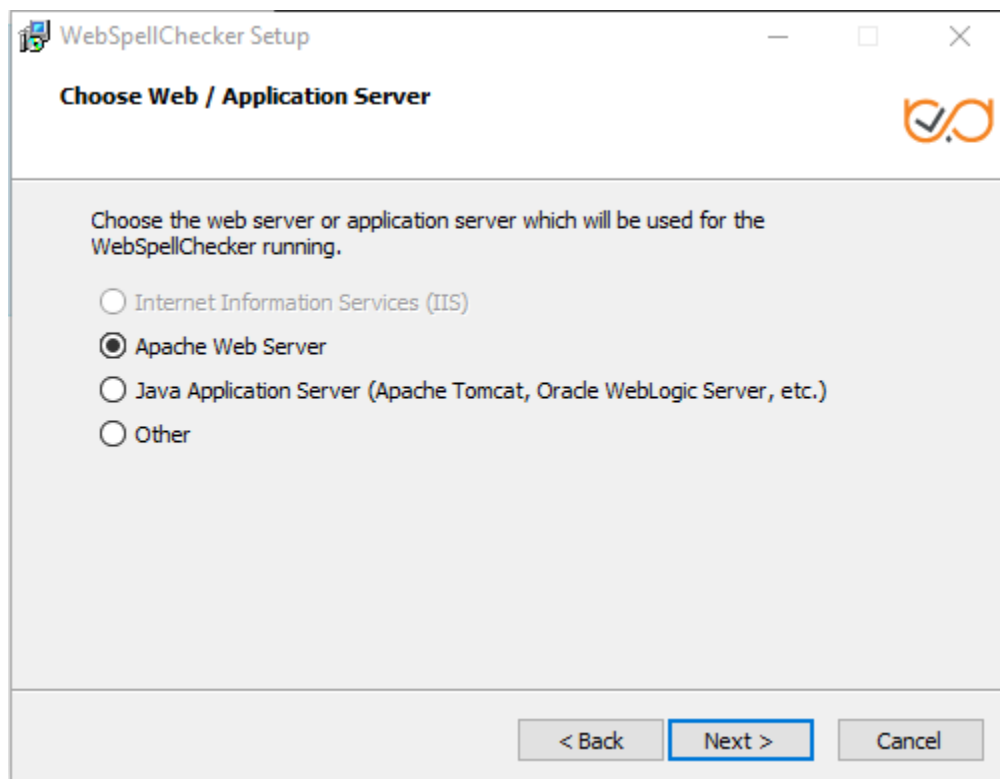 WebSpellChecker Setup
Choose Web / Application Server
Choose the web server or application server which will be used for the
WebSpellChecker running.
Internet Information Services (IIS)
Apache Web Server
Java Application Server (Apache Tomcat, Oracle WebLogic Server, etc.)
Other
< Back
Next >
Cancel